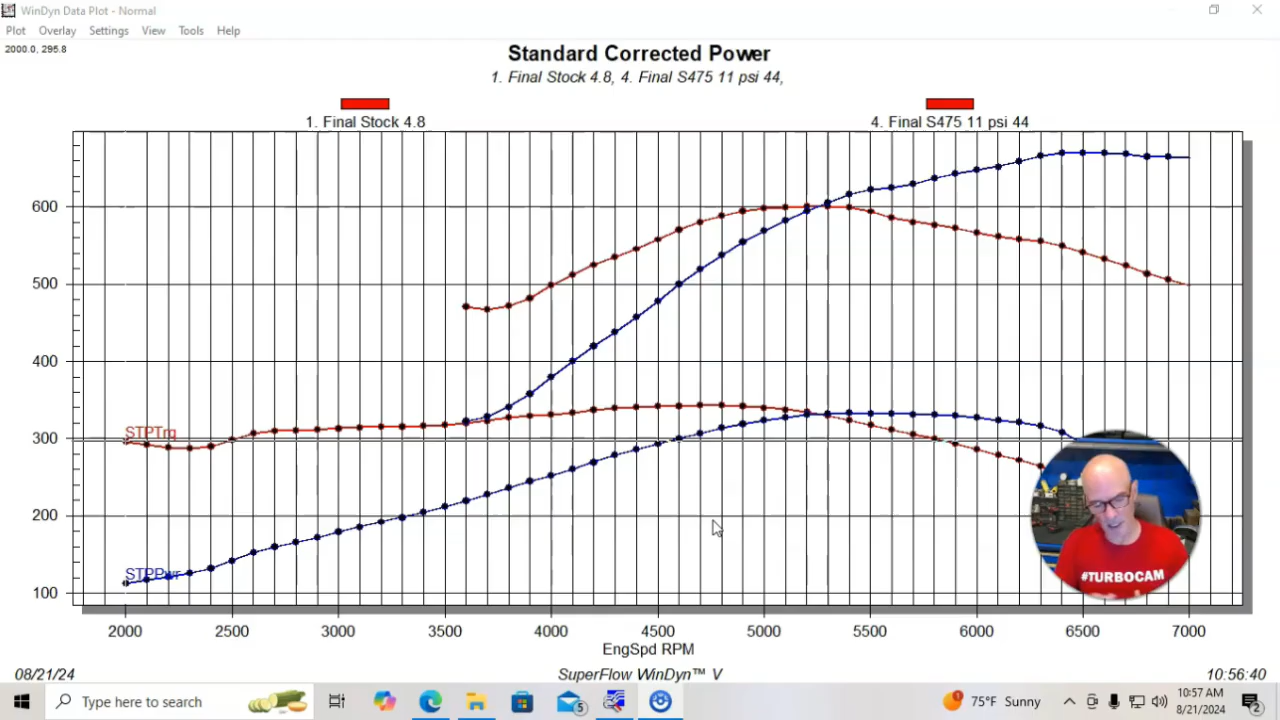 WinDyn Data Plot - Normal
Plot Overlay Settings View Tools Help
2000.0, 296.8
Standard Corrected Power
1. Final Stock 4.8, 4. Final S475 11 psi 44,
1. Final Stock 4.8
4. Final S475 11 psi 44
600
500
400
300
200
100
STPTrq
STPPwr
2000 2500 3000 3500 4000 4500 5000 5500 6000 6500 7000
EngSpd RPM
#TURBOCAM
08/21/24
SuperFlow WinDyn™ V
10:56:40
Type here to search
5
1
75°F Sunny
10:57 AM
8/21/2024
2